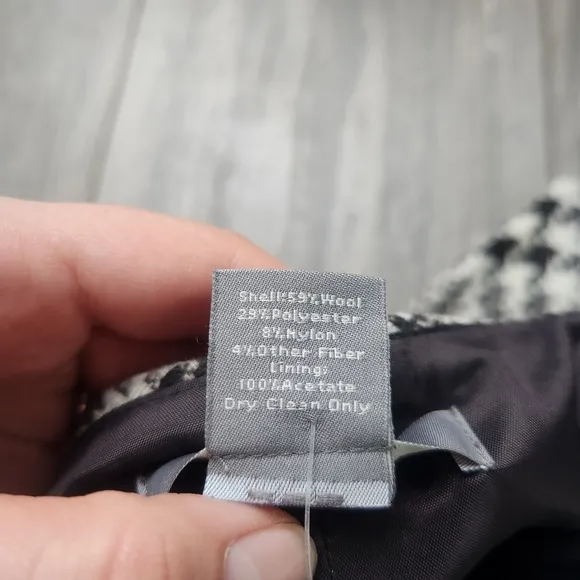 Shell:59%Wool
29%Polyester
8%Nylon
4%Other Fiber
Lining:
100%Acetate
Dry Clean Only